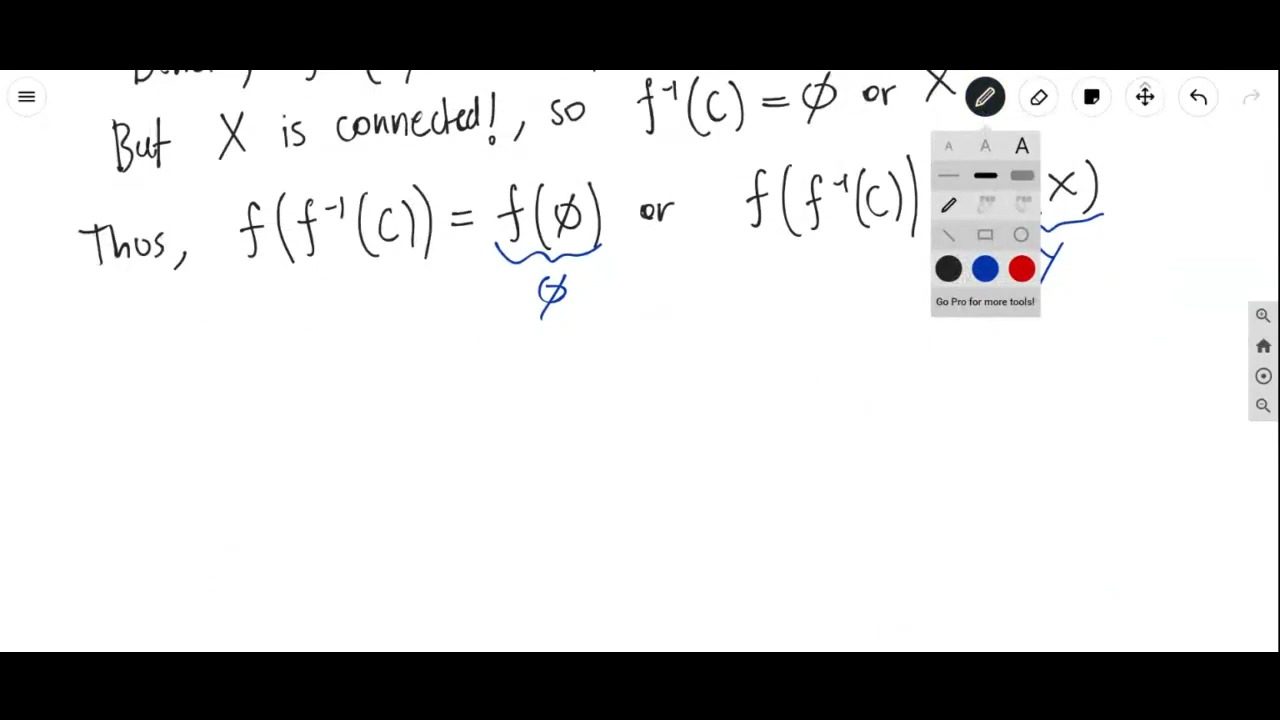 But X is connected!, so f⁻¹(C) = ∅ or X
Thus, f(f⁻¹(C)) = f(∅) or f(f⁻¹(C)) X)
∅ Y
A A A
Go Pro for more tools!